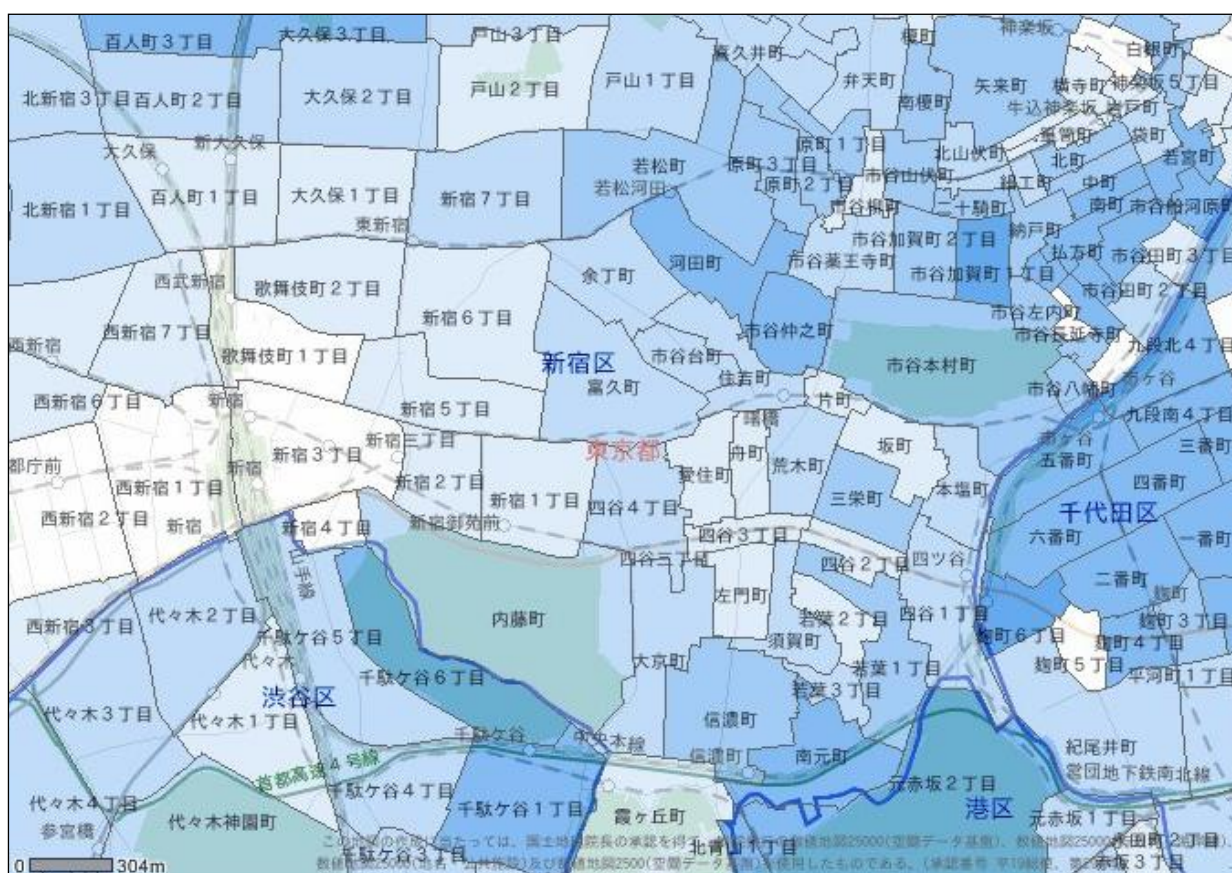 百人町３丁目
大久保３丁目
戸山３丁目
喜久井町
榎町
神楽坂
白銀町
北新宿３丁目
百人町２丁目
大久保２丁目
戸山２丁目
戸山１丁目
弁天町
南榎町
矢来町
横寺町
神楽坂５丁目
牛込神楽坂
岩戸町
大久保
新大久保
若松町
原町３丁目
原町１丁目
原町２丁目
北山伏町
箪笥町
北町
袋町
若宮町
北新宿１丁目
百人町１丁目
大久保１丁目
新宿７丁目
若松河田
市谷山伏町
細工町
中町
東新宿
市谷柳町
二十騎町
南町
市谷船河原町
西武新宿
歌舞伎町２丁目
余丁町
河田町
市谷薬王寺町
市谷加賀町２丁目
納戸町
払方町
市谷田町３丁目
市谷加賀町１丁目
市谷田町２丁目
西新宿
西新宿７丁目
新宿６丁目
市谷仲之町
市谷左内町
市谷長延寺町
九段北４丁目
歌舞伎町１丁目
新宿区
市谷台町
市谷本村町
富久町
住吉町
市谷八幡町
市ヶ谷
西新宿６丁目
新宿
新宿５丁目
曙橋
片町
九段南４丁目
都庁前
新宿３丁目
新宿三丁目
東京都
舟町
坂町
市ヶ谷
三番町
西新宿１丁目
新宿
新宿２丁目
愛住町
荒木町
五番町
四番町
西新宿２丁目
新宿
新宿４丁目
新宿１丁目
新宿御苑前
四谷４丁目
三栄町
本塩町
千代田区
六番町
一番町
四谷３丁目
四谷三丁目
四谷２丁目
四ツ谷
二番町
麹町
山手線
西新宿３丁目
代々木２丁目
千駄ケ谷５丁目
内藤町
左門町
若葉２丁目
四谷１丁目
麹町３丁目
須賀町
麹町６丁目
麹町４丁目
代々木
大京町
若葉１丁目
麹町５丁目
平河町１丁目
渋谷区
千駄ケ谷６丁目
若葉３丁目
代々木３丁目
代々木１丁目
千駄ケ谷
中央本線
信濃町
信濃町
南元町
紀尾井町
営団地下鉄南北線
首都高速４号線
千駄ケ谷４丁目
元赤坂２丁目
代々木４丁目
参宮橋
代々木神園町
千駄ケ谷１丁目
霞ヶ丘町
港区
元赤坂１丁目
北青山１丁目
永田町２丁目
千駄ケ谷３丁目
赤坂３丁目
0 304m